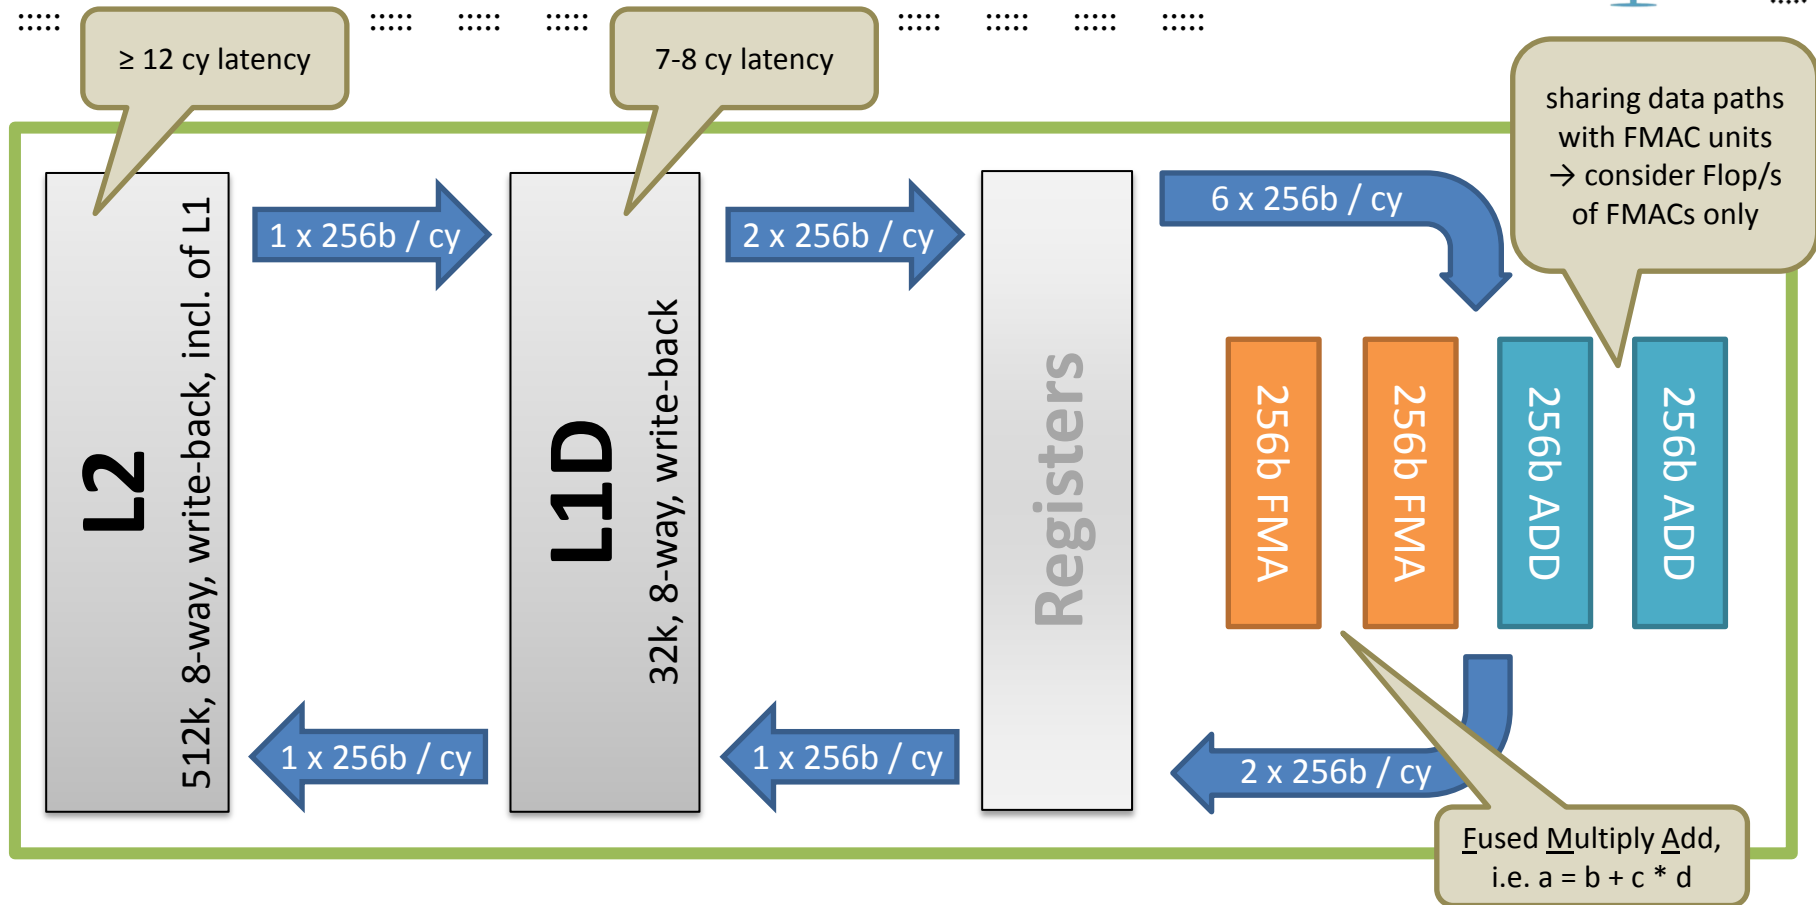 ≥ 12 cy latency
7-8 cy latency
sharing data paths
with FMAC units
→ consider Flop/s
of FMACs only
L2
512k, 8-way, write-back, incl. of L1
1 x 256b / cy
L1D
32k, 8-way, write-back
2 x 256b / cy
Registers
6 x 256b / cy
256b FMA
256b FMA
256b ADD
256b ADD
1 x 256b / cy
1 x 256b / cy
2 x 256b / cy
Fused Multiply Add,
i.e. a = b + c * d